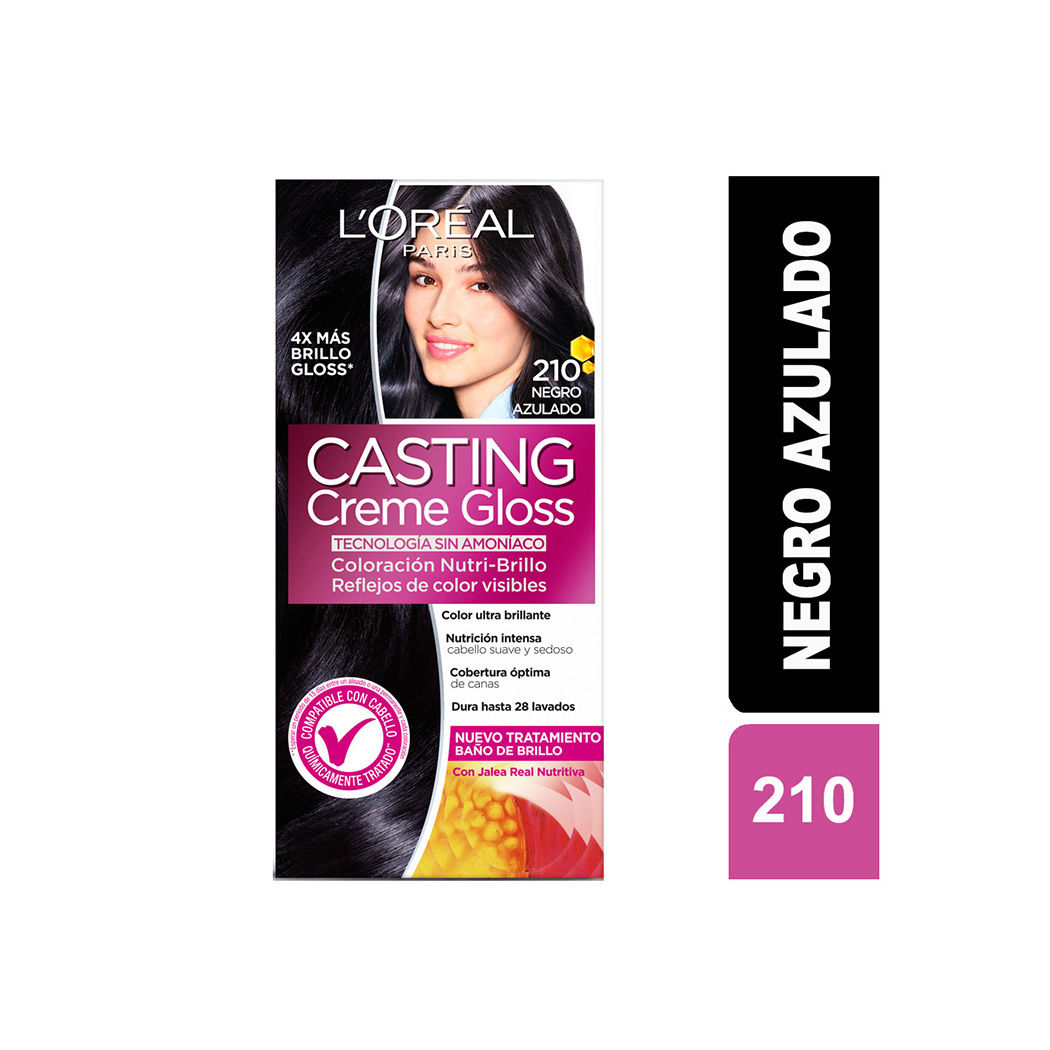 L'ORÉAL
PARIS
4X MÁS
BRILLO
GLOSS*
210
NEGRO
AZULADO
CASTING
Creme Gloss
TECNOLOGÍA SIN AMONÍACO
Coloración Nutri-Brillo
Reflejos de color visibles
Color ultra brillante
Nutrición intensa
cabello suave y sedoso
Cobertura óptima
de canas
Dura hasta 28 lavados
COMPATIBLE CON CABELLO
QUÍMICAMENTE TRATADO**
NUEVO TRATAMIENTO
BAÑO DE BRILLO
Con Jalea Real Nutritiva
NEGRO AZULADO
210